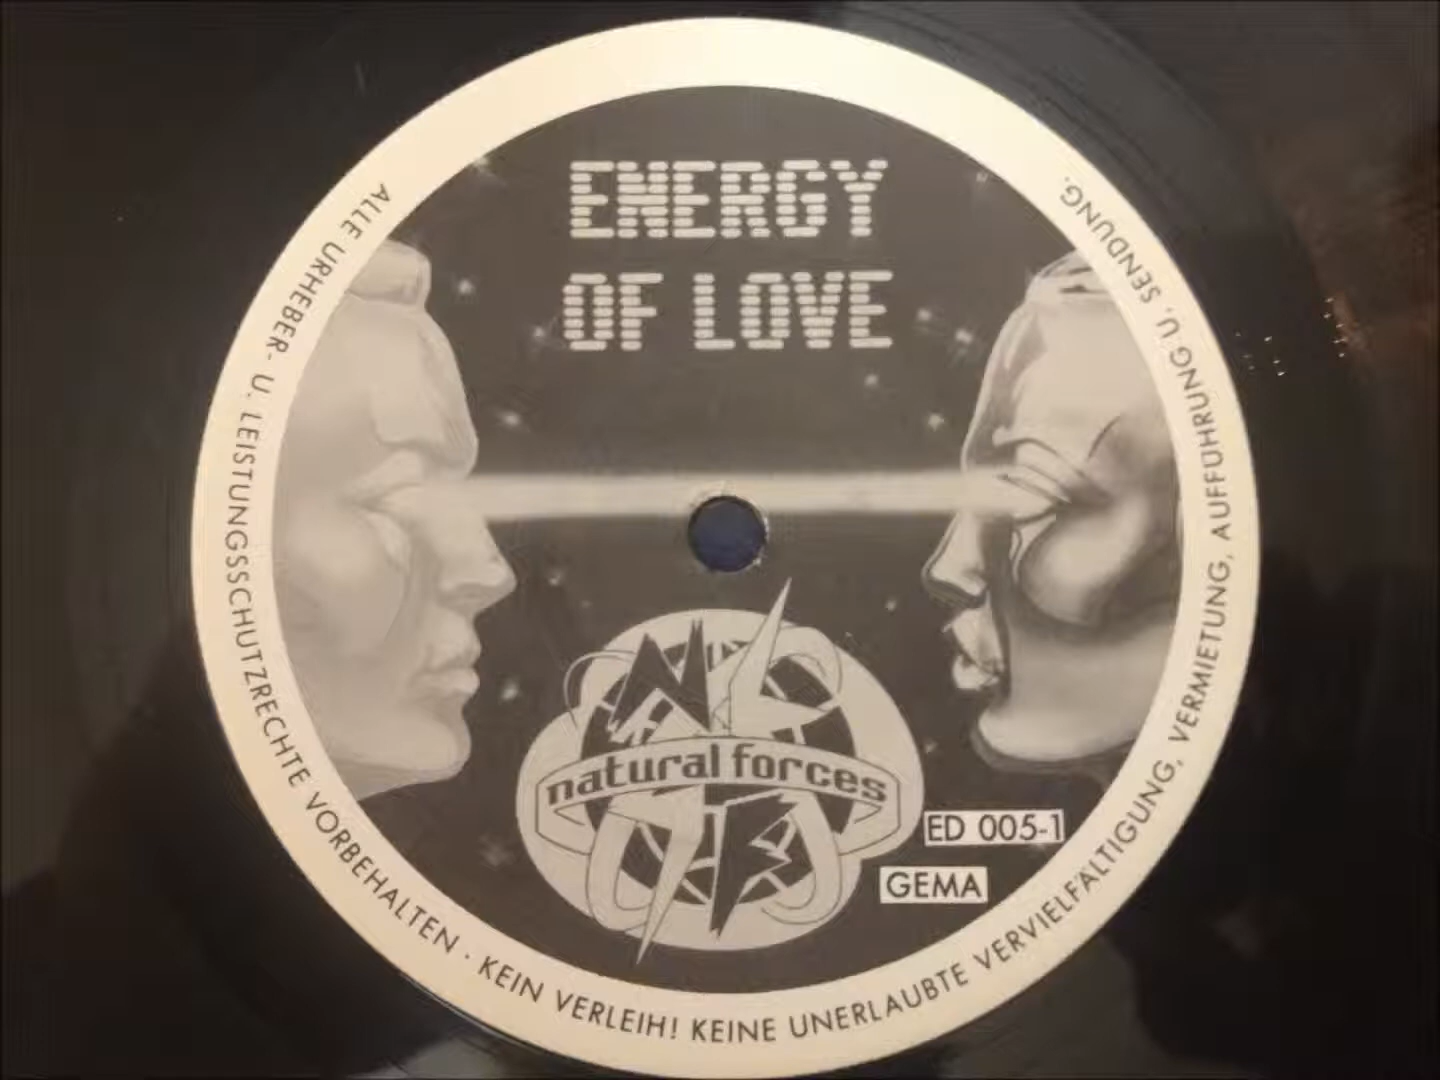 ENERGY
OF LOVE
N
F
natural forces
ED 005-1
GEMA
ALLE URHEBER- U. LEISTUNGSSCHUTZRECHTE VORBEHALTEN · KEIN VERLEIH! KEINE UNERLAUBTE VERVIELFÄLTIGUNG, VERMIETUNG, AUFFÜHRUNG U. SENDUNG.